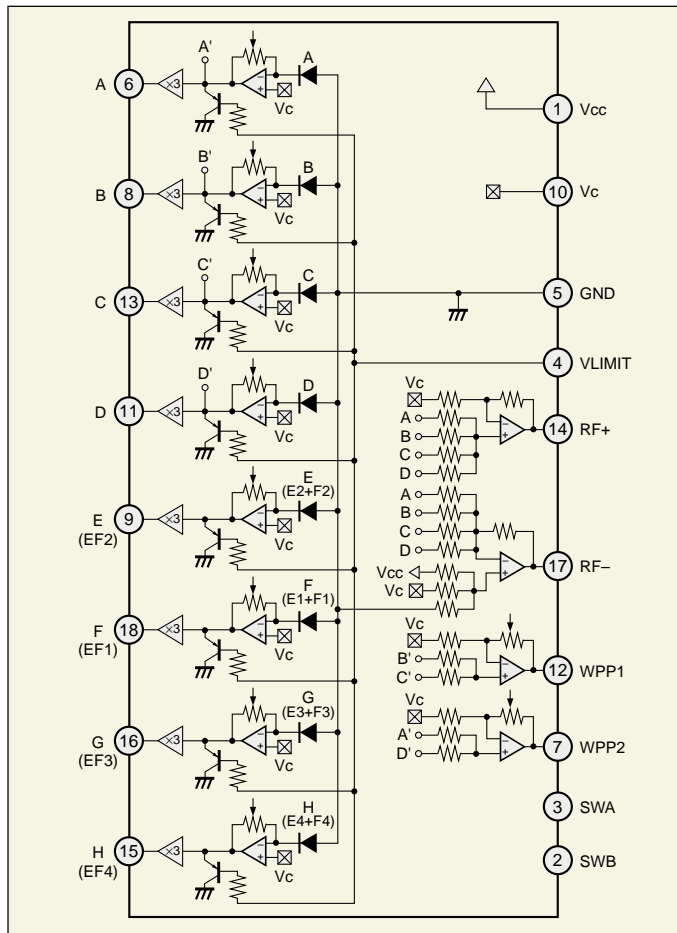 A'
A
A 6 ×3
Vc
1 Vcc
B'
B
B 8 ×3
Vc
10 Vc
C'
C
C 13 ×3
Vc
5 GND
4 VLIMIT
D'
D
D 11 ×3
Vc
Vc
A
B
C
D
14 RF+
E
(E2+F2)
E 9 ×3
(EF2)
Vc
A
B
C
D
Vcc
Vc
17 RF–
F
(E1+F1)
F 18 ×3
(EF1)
Vc
Vc
B'
C'
12 WPP1
G
(E3+F3)
G 16 ×3
(EF3)
Vc
Vc
A'
D'
7 WPP2
3 SWA
H
(E4+F4)
H 15 ×3
(EF4)
Vc
2 SWB